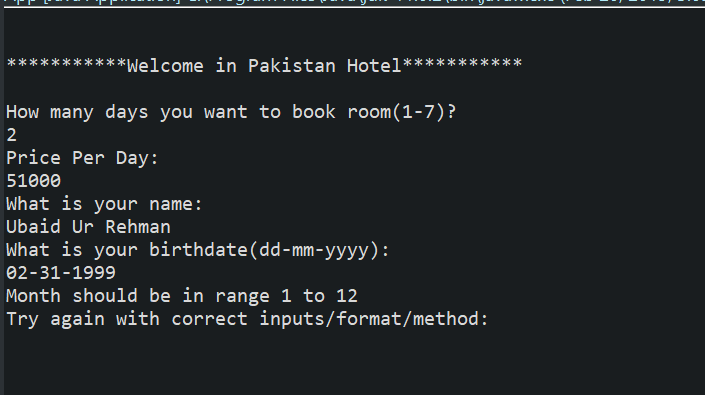 ***********Welcome in Pakistan Hotel***********
How many days you want to book room(1-7)?
2
Price Per Day:
51000
What is your name:
Ubaid Ur Rehman
What is your birthdate(dd-mm-yyyy):
02-31-1999
Month should be in range 1 to 12
Try again with correct inputs/format/method: